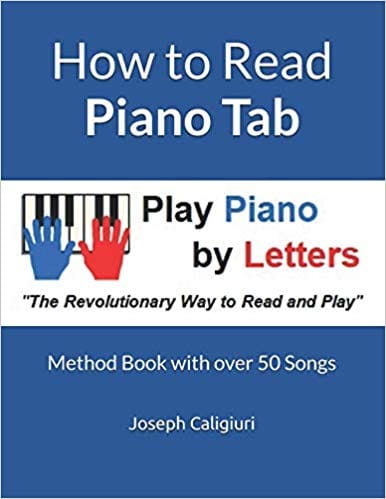 How to Read
Piano Tab
Play Piano
by Letters
"The Revolutionary Way to Read and Play"
Method Book with over 50 Songs
Joseph Caligiuri